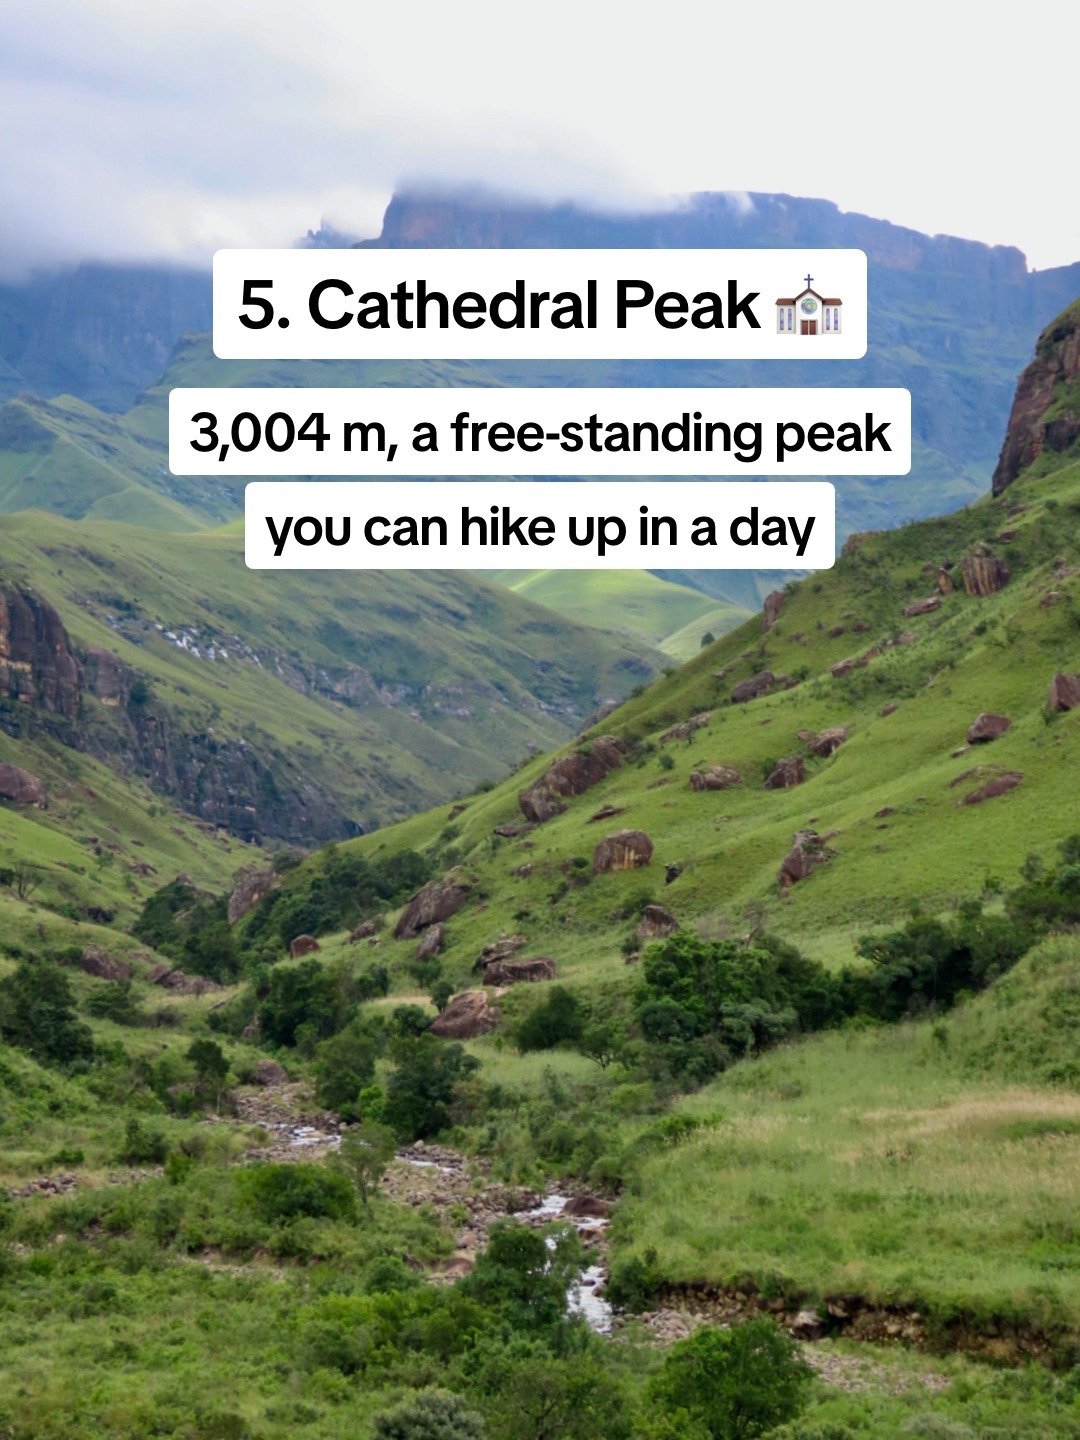 5. Cathedral Peak ⛪
3,004 m, a free-standing peak
you can hike up in a day